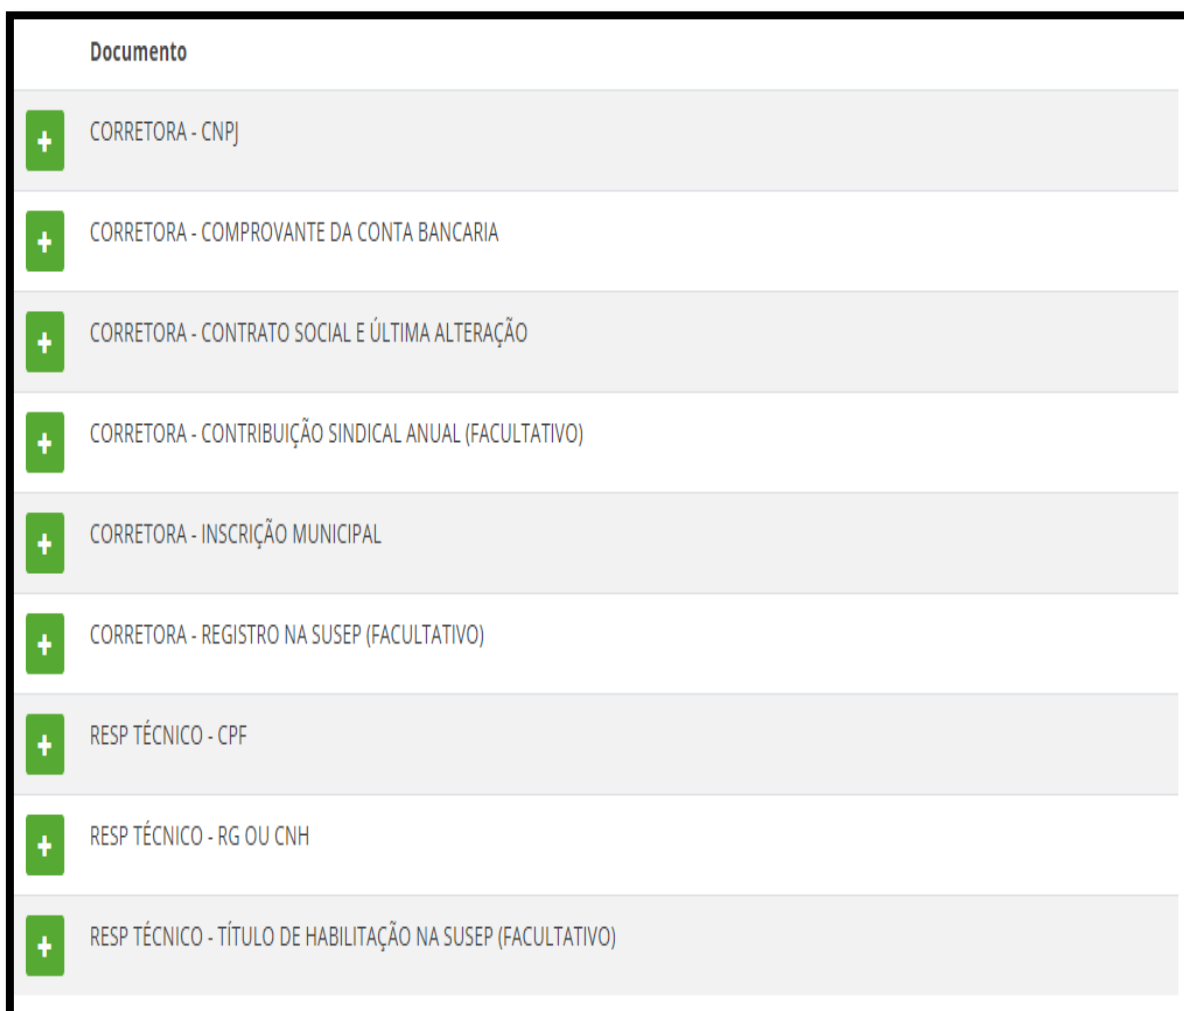 Documento
CORRETORA - CNPJ
CORRETORA - COMPROVANTE DA CONTA BANCARIA
CORRETORA - CONTRATO SOCIAL E ÚLTIMA ALTERAÇÃO
CORRETORA - CONTRIBUIÇÃO SINDICAL ANUAL (FACULTATIVO)
CORRETORA - INSCRIÇÃO MUNICIPAL
CORRETORA - REGISTRO NA SUSEP (FACULTATIVO)
RESP TÉCNICO - CPF
RESP TÉCNICO - RG OU CNH
RESP TÉCNICO - TÍTULO DE HABILITAÇÃO NA SUSEP (FACULTATIVO)